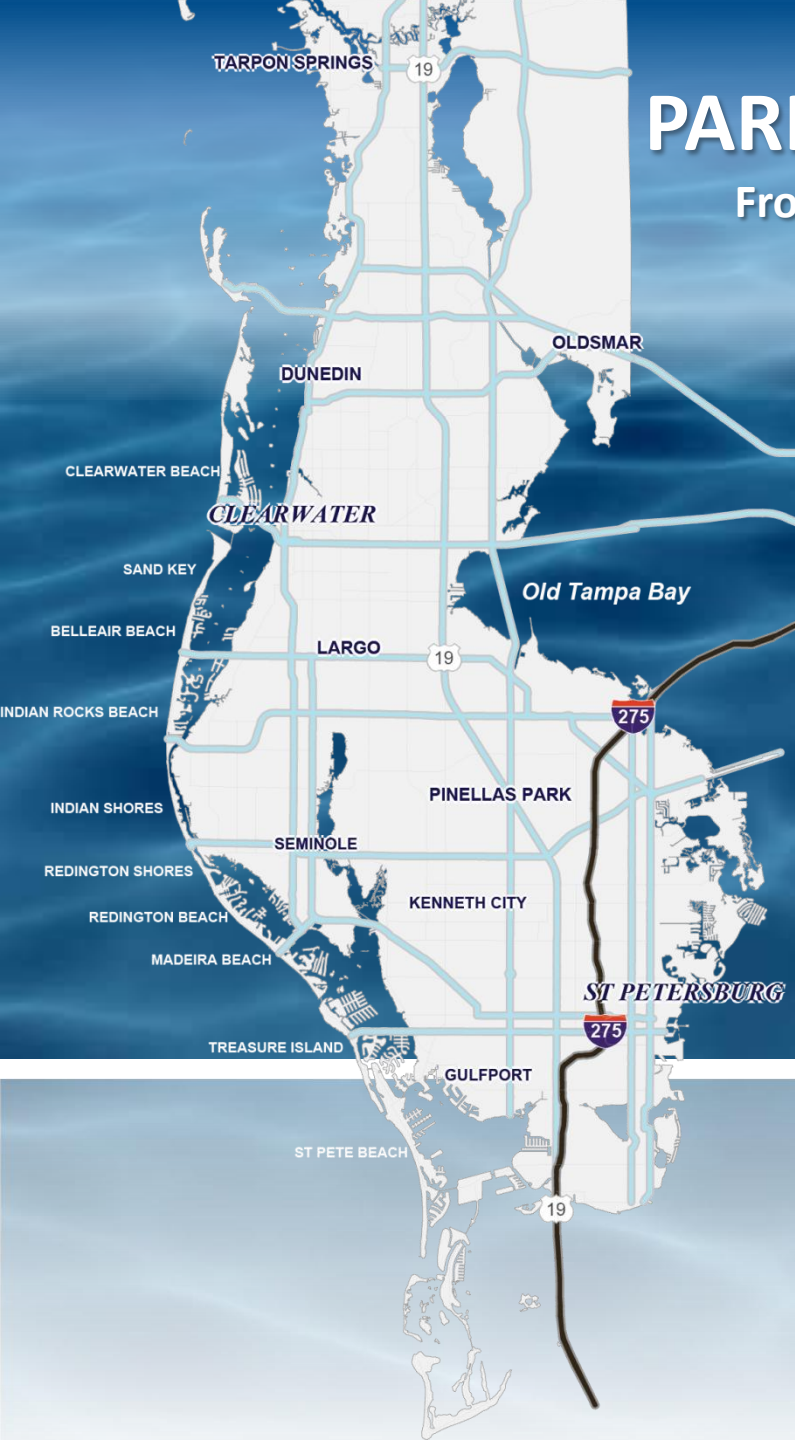 TARPON SPRINGS
19
PARK
Fro
OLDSMAR
DUNEDIN
CLEARWATER BEACH
CLEARWATER
SAND KEY
Old Tampa Bay
BELLEAIR BEACH
LARGO
19
INDIAN ROCKS BEACH
275
PINELLAS PARK
INDIAN SHORES
SEMINOLE
REDINGTON SHORES
KENNETH CITY
REDINGTON BEACH
MADEIRA BEACH
ST PETERSBURG
275
TREASURE ISLAND
GULFPORT
ST PETE BEACH
19